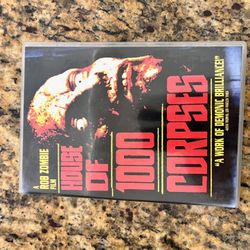 A
ROB ZOMBIE
FILM
HOUSE
OF
1000
CORPSES
"A WORK OF DEMONIC BRILLIANCE!"